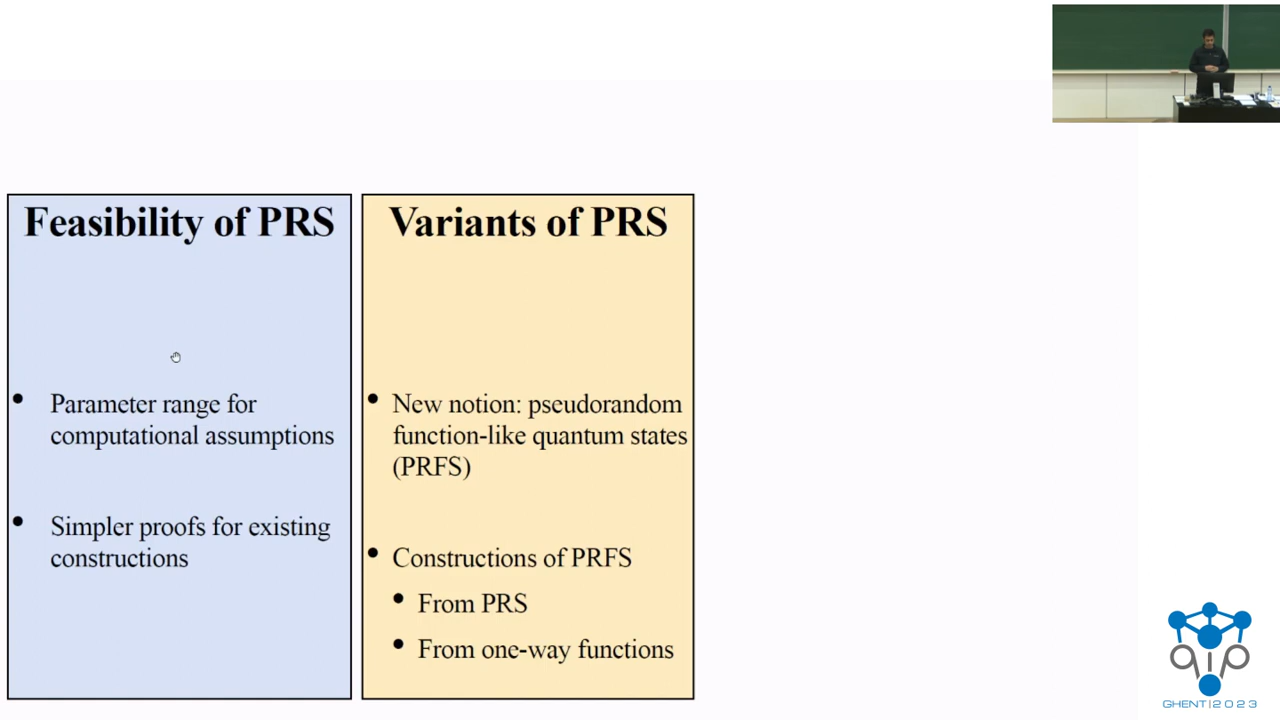 Feasibility of PRS
• Parameter range for
computational assumptions
• Simpler proofs for existing
constructions
Variants of PRS
• New notion: pseudorandom
function-like quantum states
(PRFS)
• Constructions of PRFS
• From PRS
• From one-way functions
qip
GHENT|2023